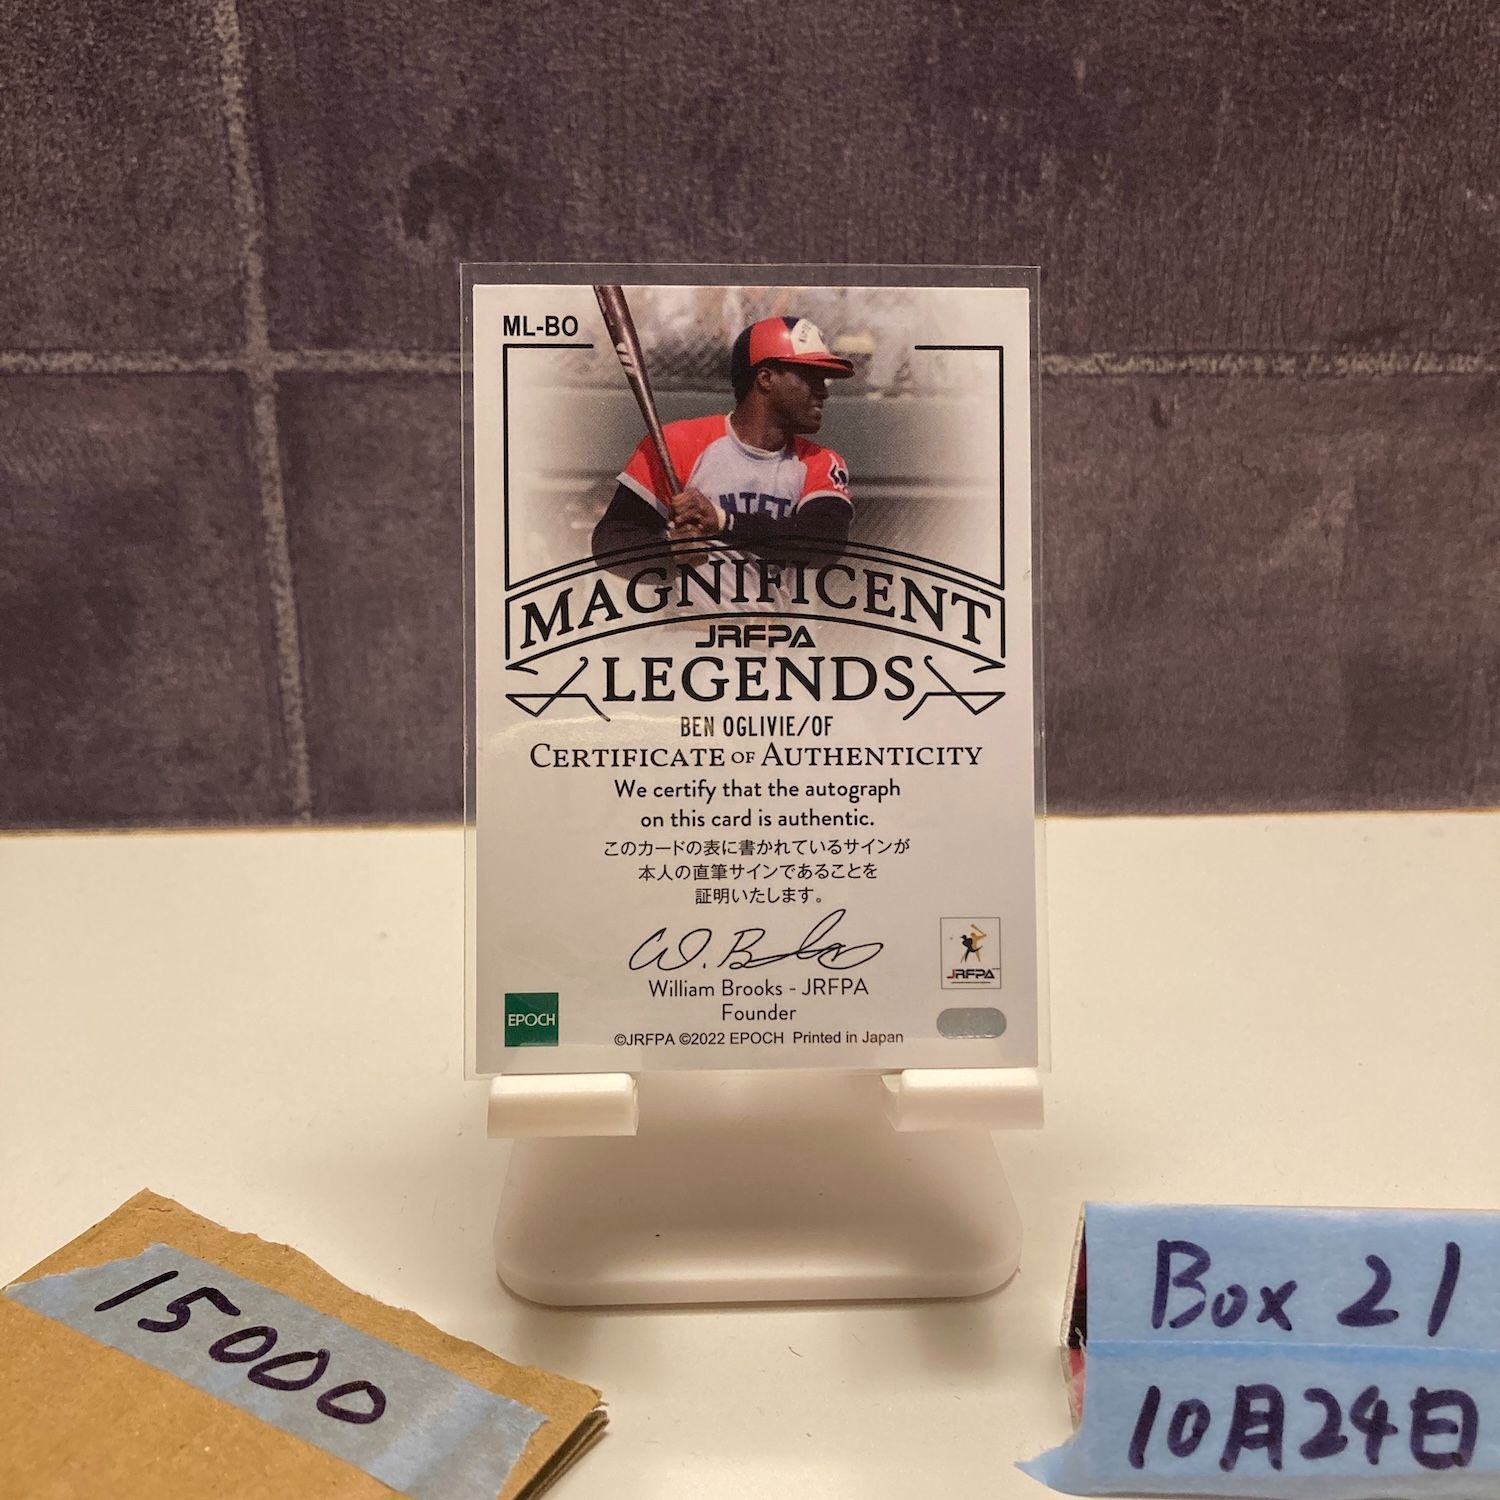 ML-BO
MAGNIFICENT
JRFPA
LEGENDS
BEN OGLIVIE/OF
CERTIFICATE OF AUTHENTICITY
We certify that the autograph
on this card is authentic.
このカードの表に書かれているサインが
本人の直筆サインであることを
証明いたします。
William Brooks - JRFPA
Founder
©JRFPA ©2022 EPOCH Printed in Japan
EPOCH
JRFPA
15000
Box 21
10月24日